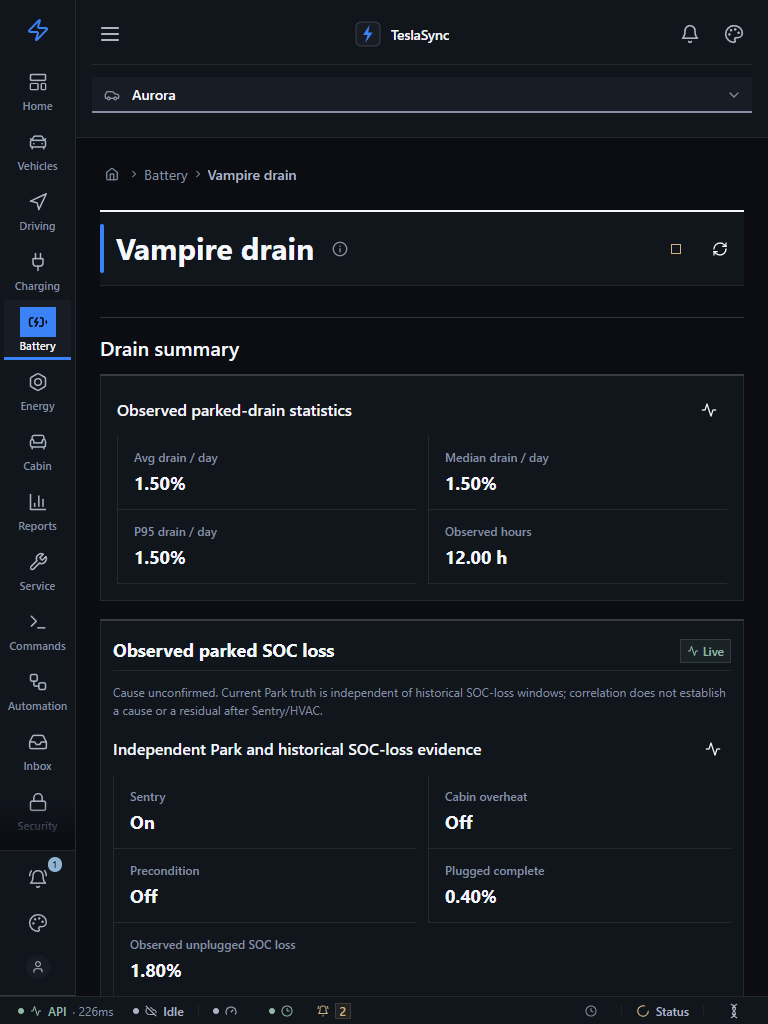 TeslaSync
Aurora
Home
Vehicles
Driving
Charging
Battery
Energy
Cabin
Reports
Service
Commands
Automation
Inbox
Security
1
Battery
Vampire drain
Vampire drain
Drain summary
Observed parked-drain statistics
Avg drain / day
1.50%
Median drain / day
1.50%
P95 drain / day
1.50%
Observed hours
12.00 h
Observed parked SOC loss
Live
Cause unconfirmed. Current Park truth is independent of historical SOC-loss windows; correlation does not establish
a cause or a residual after Sentry/HVAC.
Independent Park and historical SOC-loss evidence
Sentry
On
Cabin overheat
Off
Precondition
Off
Plugged complete
0.40%
Observed unplugged SOC loss
1.80%
API · 226ms
Idle
2
Status